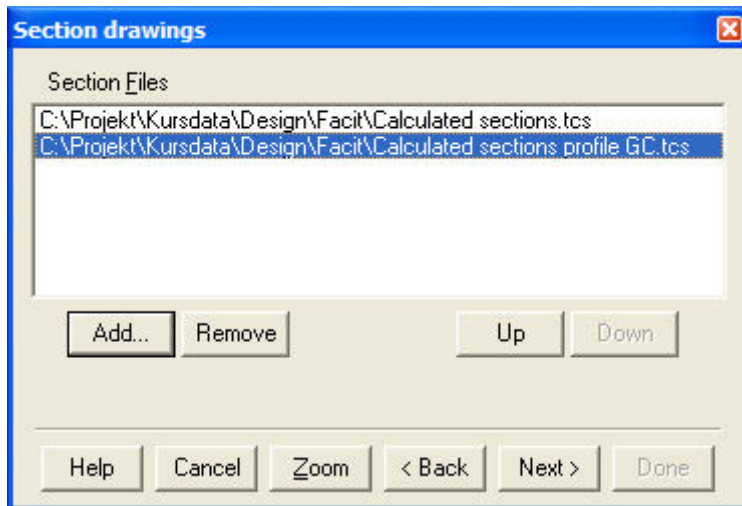 Section drawings
Section Files
C:\Projekt\Kursdata\Design\Facit\Calculated sections.tcs
C:\Projekt\Kursdata\Design\Facit\Calculated sections profile GC.tcs
Add... Remove Up Down
Help Cancel Zoom < Back Next > Done